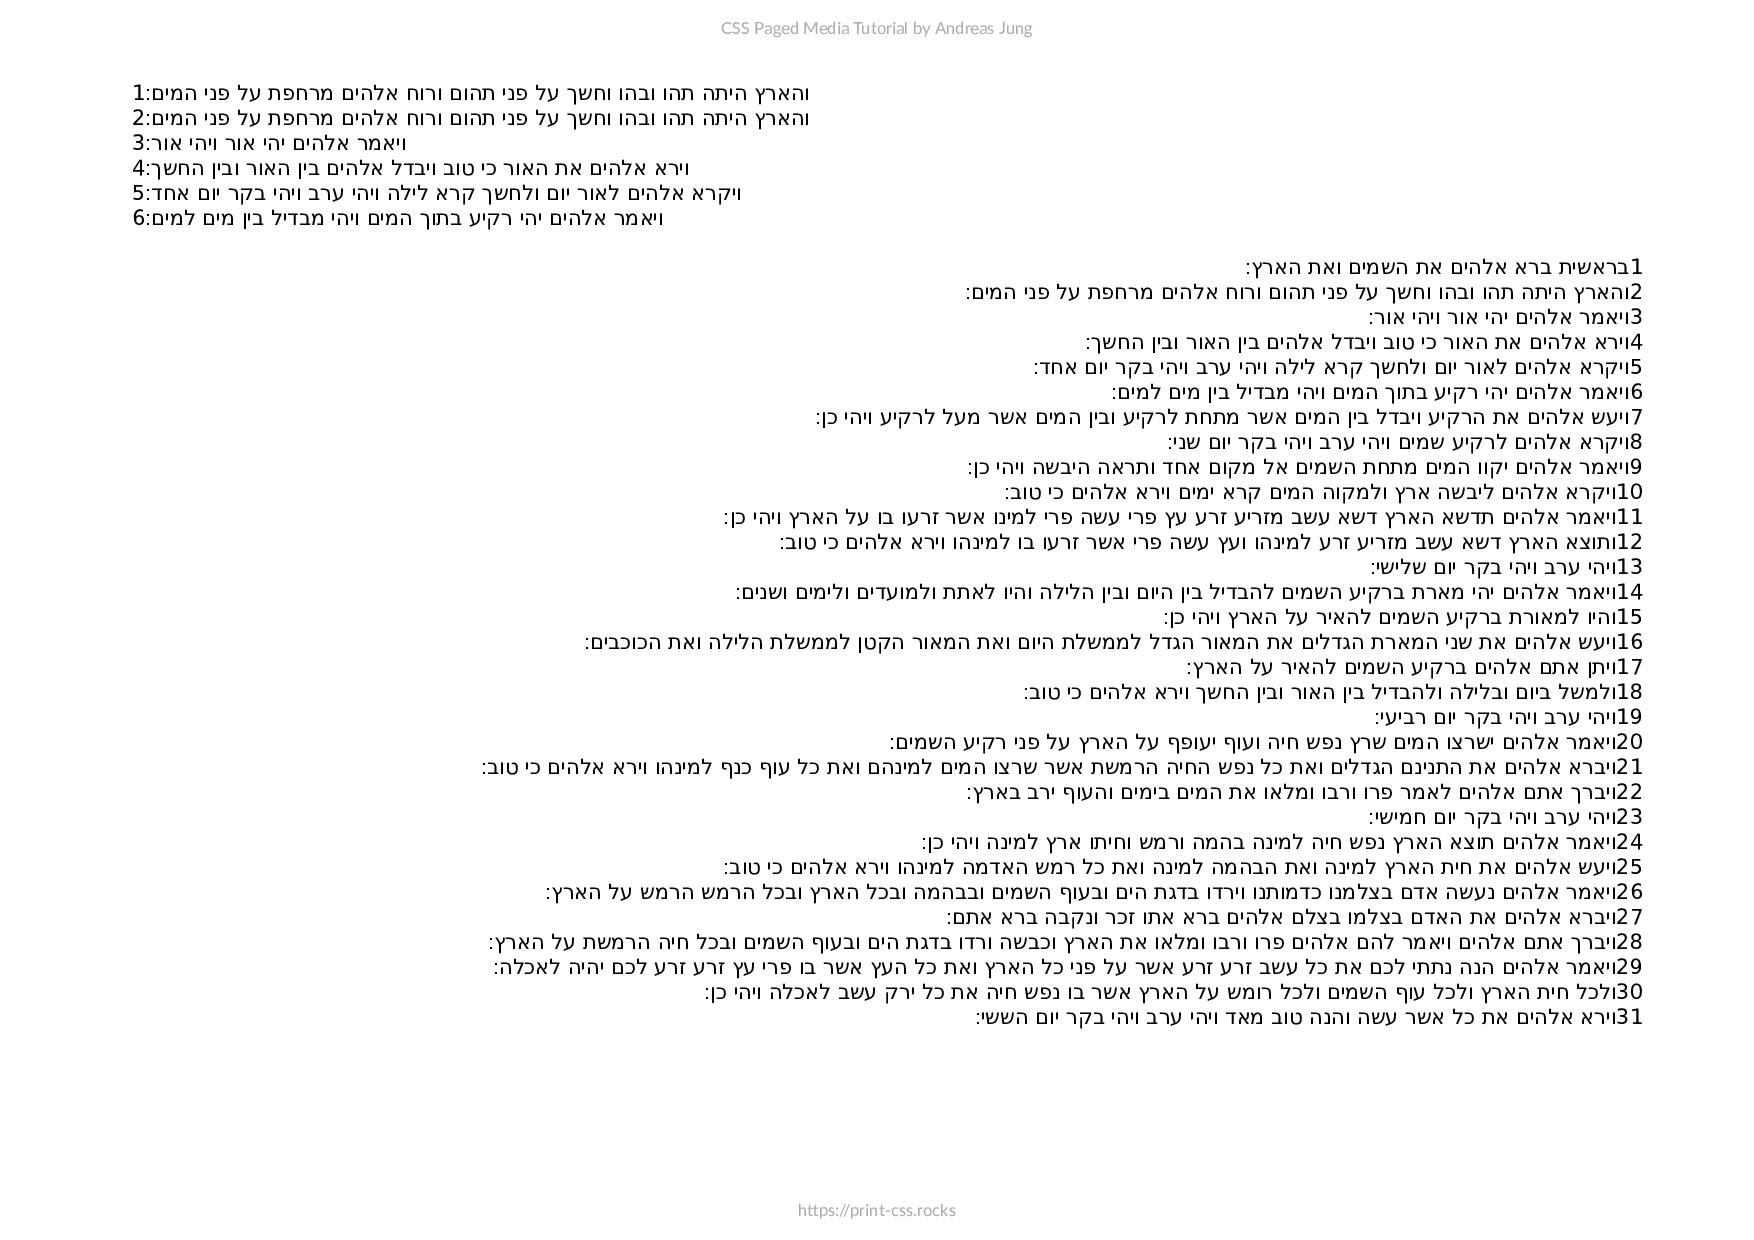 CSS Paged Media Tutorial by Andreas Jung
1:והארץ היתה תהו ובהו וחשך על פני תהום ורוח אלהים מרחפת על פני המים
2:והארץ היתה תהו ובהו וחשך על פני תהום ורוח אלהים מרחפת על פני המים
3:ויאמר אלהים יהי אור ויהי אור
4:וירא אלהים את האור כי טוב ויבדל אלהים בין האור ובין החשך
5:ויקרא אלהים לאור יום ולחשך קרא לילה ויהי ערב ויהי בקר יום אחד
6:ויאמר אלהים יהי רקיע בתוך המים ויהי מבדיל בין מים למים
1בראשית ברא אלהים את השמים ואת הארץ:
2והארץ היתה תהו ובהו וחשך על פני תהום ורוח אלהים מרחפת על פני המים:
3ויאמר אלהים יהי אור ויהי אור:
4וירא אלהים את האור כי טוב ויבדל אלהים בין האור ובין החשך:
5ויקרא אלהים לאור יום ולחשך קרא לילה ויהי ערב ויהי בקר יום אחד:
6ויאמר אלהים יהי רקיע בתוך המים ויהי מבדיל בין מים למים:
7ויעש אלהים את הרקיע ויבדל בין המים אשר מתחת לרקיע ובין המים אשר מעל לרקיע ויהי כן:
8ויקרא אלהים לרקיע שמים ויהי ערב ויהי בקר יום שני:
9ויאמר אלהים יקוו המים מתחת השמים אל מקום אחד ותראה היבשה ויהי כן:
10ויקרא אלהים ליבשה ארץ ולמקוה המים קרא ימים וירא אלהים כי טוב:
11ויאמר אלהים תדשא הארץ דשא עשב מזריע זרע עץ פרי עשה פרי למינו אשר זרעו בו על הארץ ויהי כן:
12ותוצא הארץ דשא עשב מזריע זרע למינהו ועץ עשה פרי אשר זרעו בו למינהו וירא אלהים כי טוב:
13ויהי ערב ויהי בקר יום שלישי:
14ויאמר אלהים יהי מארת ברקיע השמים להבדיל בין היום ובין הלילה והיו לאתת ולמועדים ולימים ושנים:
15והיו למאורת ברקיע השמים להאיר על הארץ ויהי כן:
16ויעש אלהים את שני המארת הגדלים את המאור הגדל לממשלת היום ואת המאור הקטן לממשלת הלילה ואת הכוכבים:
17ויתן אתם אלהים ברקיע השמים להאיר על הארץ:
18ולמשל ביום ובלילה ולהבדיל בין האור ובין החשך וירא אלהים כי טוב:
19ויהי ערב ויהי בקר יום רביעי:
20ויאמר אלהים ישרצו המים שרץ נפש חיה ועוף יעופף על הארץ על פני רקיע השמים:
21ויברא אלהים את התנינם הגדלים ואת כל נפש החיה הרמשת אשר שרצו המים למינהם ואת כל עוף כנף למינהו וירא אלהים כי טוב:
22ויברך אתם אלהים לאמר פרו ורבו ומלאו את המים בימים והעוף ירב בארץ:
23ויהי ערב ויהי בקר יום חמישי:
24ויאמר אלהים תוצא הארץ נפש חיה למינה בהמה ורמש וחיתו ארץ למינה ויהי כן:
25ויעש אלהים את חית הארץ למינה ואת הבהמה למינה ואת כל רמש האדמה למינהו וירא אלהים כי טוב:
26ויאמר אלהים נעשה אדם בצלמנו כדמותנו וירדו בדגת הים ובעוף השמים ובבהמה ובכל הארץ ובכל הרמש הרמש על הארץ:
27ויברא אלהים את האדם בצלמו בצלם אלהים ברא אתו זכר ונקבה ברא אתם:
28ויברך אתם אלהים ויאמר להם אלהים פרו ורבו ומלאו את הארץ וכבשה ורדו בדגת הים ובעוף השמים ובכל חיה הרמשת על הארץ:
29ויאמר אלהים הנה נתתי לכם את כל עשב זרע זרע אשר על פני כל הארץ ואת כל העץ אשר בו פרי עץ זרע זרע לכם יהיה לאכלה:
30ולכל חית הארץ ולכל עוף השמים ולכל רומש על הארץ אשר בו נפש חיה את כל ירק עשב לאכלה ויהי כן:
31וירא אלהים את כל אשר עשה והנה טוב מאד ויהי ערב ויהי בקר יום הששי:
https://print-css.rocks